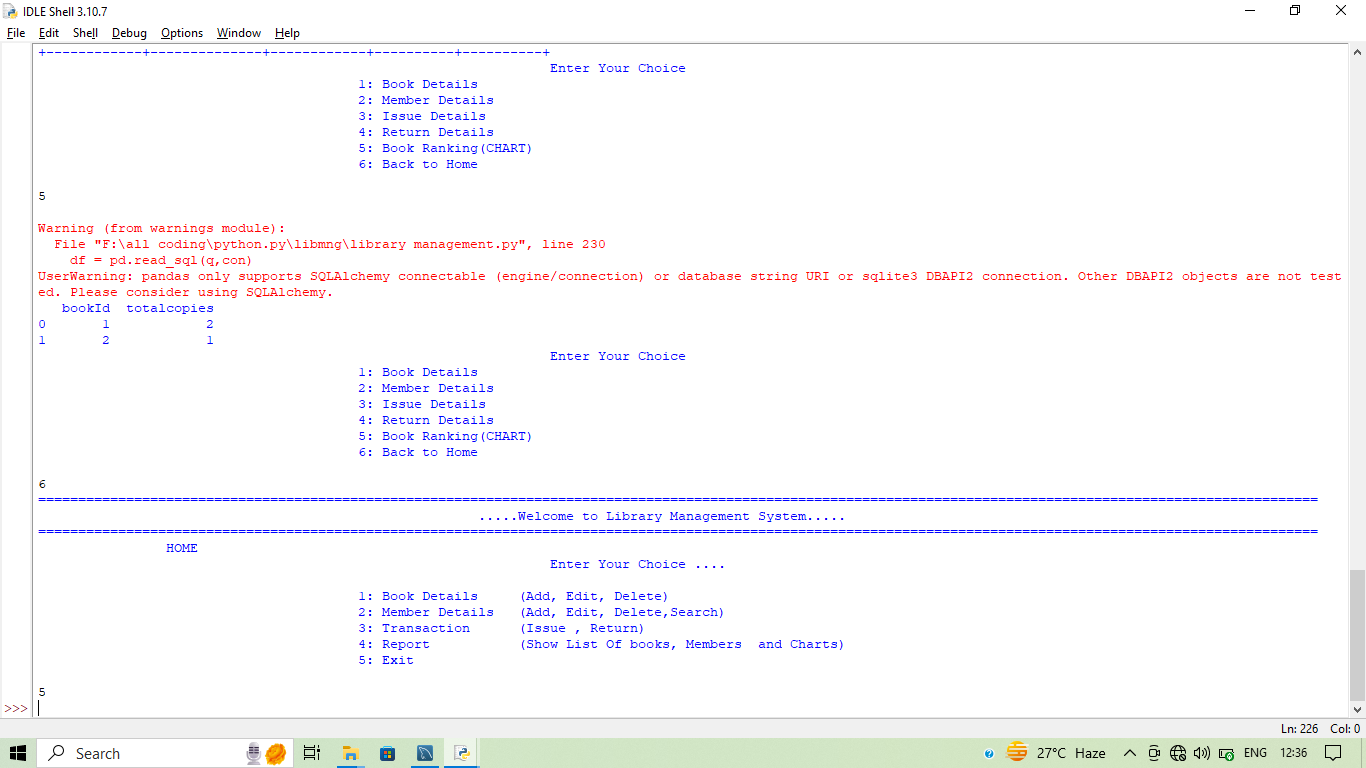 IDLE Shell 3.10.7
File Edit Shell Debug Options Window Help
+------------+--------------+------------+----------+----------+
Enter Your Choice
1: Book Details
2: Member Details
3: Issue Details
4: Return Details
5: Book Ranking(CHART)
6: Back to Home
5
Warning (from warnings module):
File "F:\all coding\python.py\libmng\library management.py", line 230
df = pd.read_sql(q,con)
UserWarning: pandas only supports SQLAlchemy connectable (engine/connection) or database string URI or sqlite3 DBAPI2 connection. Other DBAPI2 objects are not test
ed. Please consider using SQLAlchemy.
bookId totalcopies
0 1 2
1 2 1
Enter Your Choice
1: Book Details
2: Member Details
3: Issue Details
4: Return Details
5: Book Ranking(CHART)
6: Back to Home
6
================================================================================================================================================================
.....Welcome to Library Management System.....
================================================================================================================================================================
HOME
Enter Your Choice ....
1: Book Details (Add, Edit, Delete)
2: Member Details (Add, Edit, Delete,Search)
3: Transaction (Issue , Return)
4: Report (Show List Of books, Members and Charts)
5: Exit
5
>>>
Ln: 226 Col: 0
Search 27°C Haze ENG 12:36